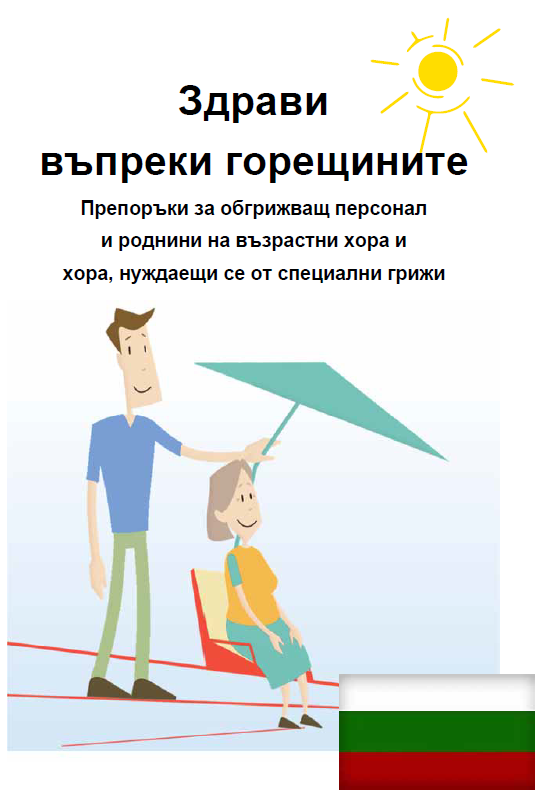 Здрави
въпреки горещините
Препоръки за обгрижващ персонал
и роднини на възрастни хора и
хора, нуждаещи се от специални грижи